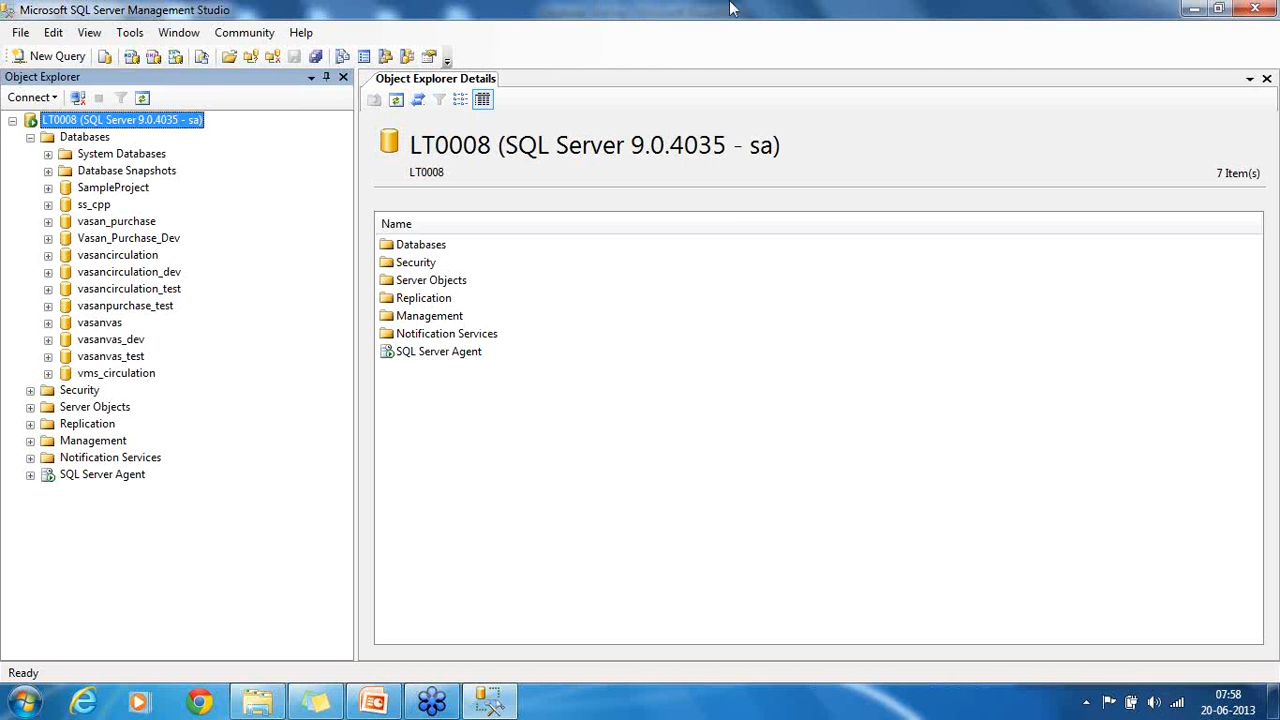 Microsoft SQL Server Management Studio
File Edit View Tools Window Community Help
New Query
Object Explorer
Connect
LT0008 (SQL Server 9.0.4035 - sa)
Databases
System Databases
Database Snapshots
SampleProject
ss_cpp
vasan_purchase
Vasan_Purchase_Dev
vasancirculation
vasancirculation_dev
vasancirculation_test
vasanpurchase_test
vasanvas
vasanvas_dev
vasanvas_test
vms_circulation
Security
Server Objects
Replication
Management
Notification Services
SQL Server Agent
Object Explorer Details
LT0008 (SQL Server 9.0.4035 - sa)
LT0008
7 Item(s)
Name
Databases
Security
Server Objects
Replication
Management
Notification Services
SQL Server Agent
Ready
07:58
20-06-2013